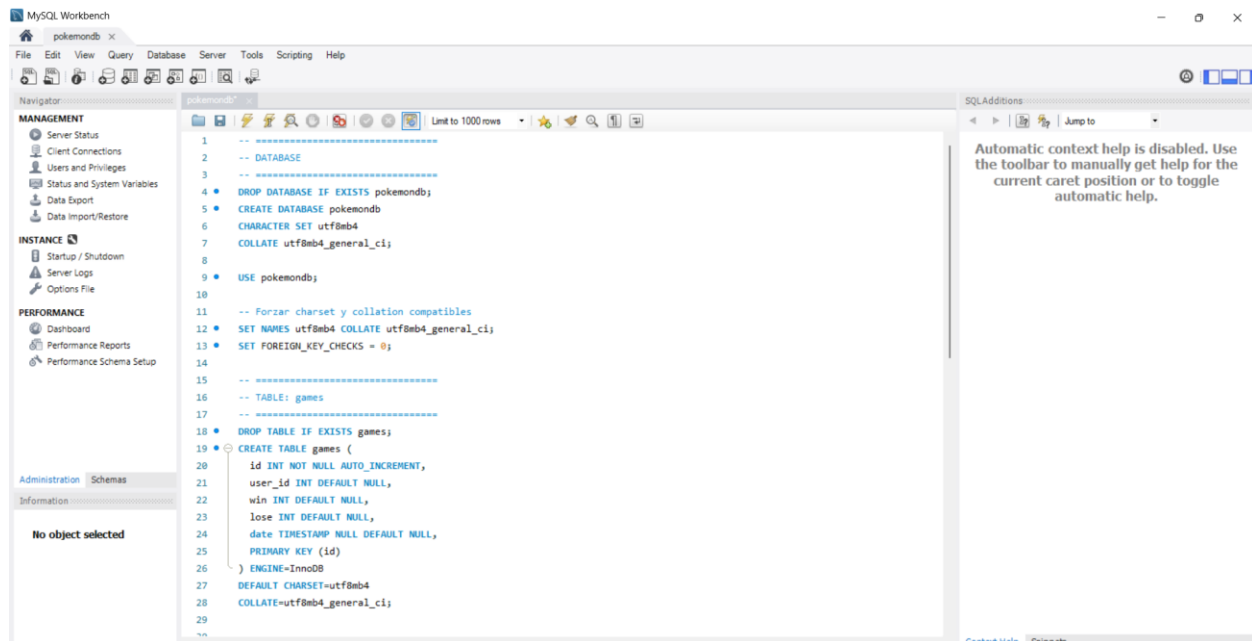 MySQL Workbench
pokemondb
File Edit View Query Database Server Tools Scripting Help
Navigator
MANAGEMENT
Server Status
Client Connections
Users and Privileges
Status and System Variables
Data Export
Data Import/Restore
INSTANCE
Startup / Shutdown
Server Logs
Options File
PERFORMANCE
Dashboard
Performance Reports
Performance Schema Setup
Administration Schemas
Information
No object selected
pokemondb*
Limit to 1000 rows
1 -- ===============================
2 -- DATABASE
3 -- ===============================
4 DROP DATABASE IF EXISTS pokemondb;
5 CREATE DATABASE pokemondb
6 CHARACTER SET utf8mb4
7 COLLATE utf8mb4_general_ci;
8
9 USE pokemondb;
10
11 -- Forzar charset y collation compatibles
12 SET NAMES utf8mb4 COLLATE utf8mb4_general_ci;
13 SET FOREIGN_KEY_CHECKS = 0;
14
15 -- ===============================
16 -- TABLE: games
17 -- ===============================
18 DROP TABLE IF EXISTS games;
19 CREATE TABLE games (
20 id INT NOT NULL AUTO_INCREMENT,
21 user_id INT DEFAULT NULL,
22 win INT DEFAULT NULL,
23 lose INT DEFAULT NULL,
24 date TIMESTAMP NULL DEFAULT NULL,
25 PRIMARY KEY (id)
26 ) ENGINE=InnoDB
27 DEFAULT CHARSET=utf8mb4
28 COLLATE=utf8mb4_general_ci;
29
SQLAdditions
Jump to
Automatic context help is disabled. Use
the toolbar to manually get help for the
current caret position or to toggle
automatic help.
Context Help Snippets